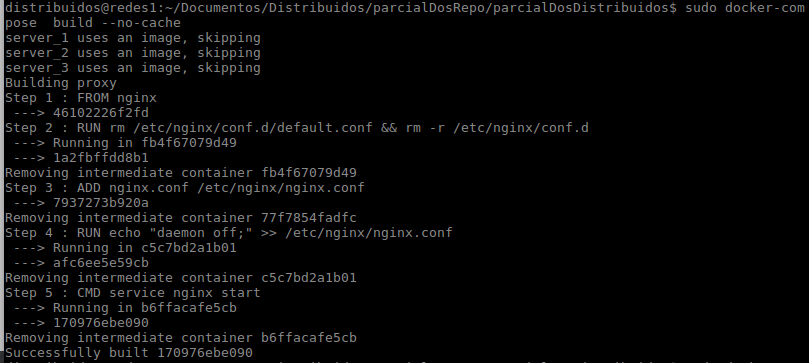 distribuidos@redes1:~/Documentos/Distribuidos/parcialDosRepo/parcialDosDistribuidos$ sudo docker-com
pose  build --no-cache
server_1 uses an image, skipping
server_2 uses an image, skipping
server_3 uses an image, skipping
Building proxy
Step 1 : FROM nginx
 ---> 46102226f2fd
Step 2 : RUN rm /etc/nginx/conf.d/default.conf && rm -r /etc/nginx/conf.d
 ---> Running in fb4f67079d49
 ---> 1a2fbffdd8b1
Removing intermediate container fb4f67079d49
Step 3 : ADD nginx.conf /etc/nginx/nginx.conf
 ---> 7937273b920a
Removing intermediate container 77f7854fadfc
Step 4 : RUN echo "daemon off;" >> /etc/nginx/nginx.conf
 ---> Running in c5c7bd2a1b01
 ---> afc6ee5e59cb
Removing intermediate container c5c7bd2a1b01
Step 5 : CMD service nginx start
 ---> Running in b6ffacafe5cb
 ---> 170976ebe090
Removing intermediate container b6ffacafe5cb
Successfully built 170976ebe090